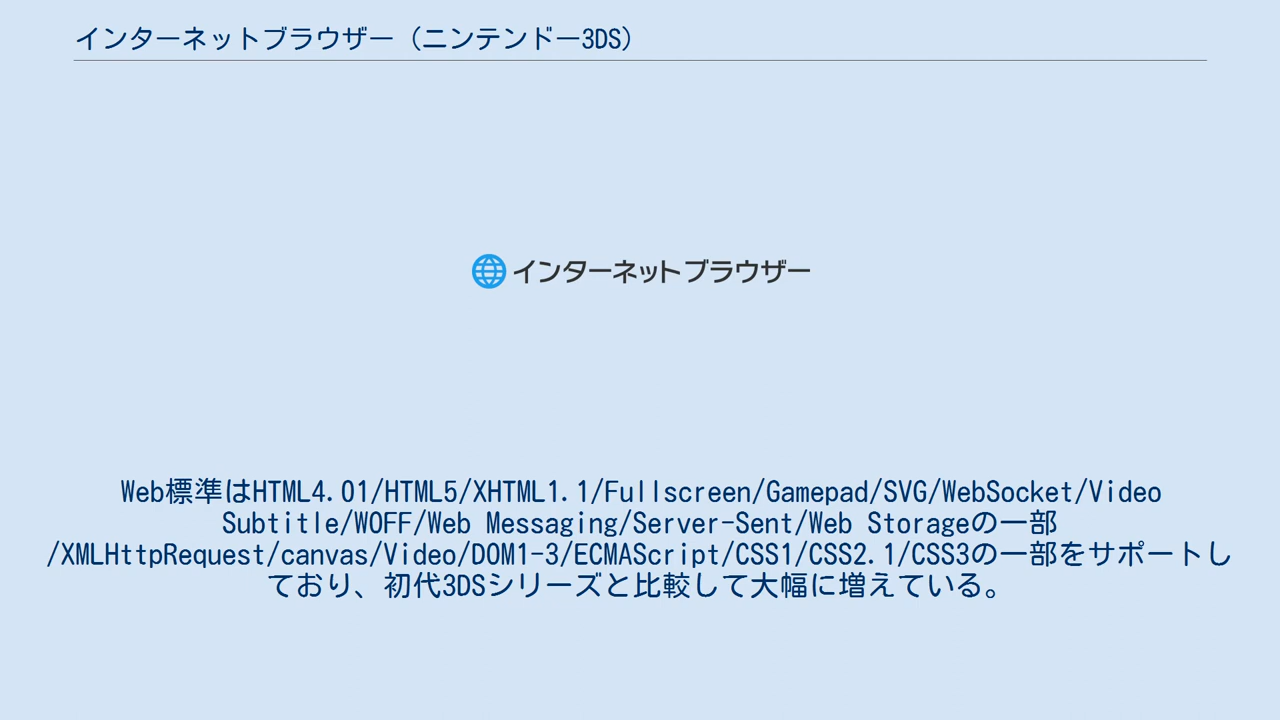 インターネットブラウザー（ニンテンドー3DS）
インターネットブラウザー
Web標準はHTML4.01/HTML5/XHTML1.1/Fullscreen/Gamepad/SVG/WebSocket/Video
Subtitle/WOFF/Web Messaging/Server-Sent/Web Storageの一部
/XMLHttpRequest/canvas/Video/DOM1-3/ECMAScript/CSS1/CSS2.1/CSS3の一部をサポートし
ており、初代3DSシリーズと比較して大幅に増えている。